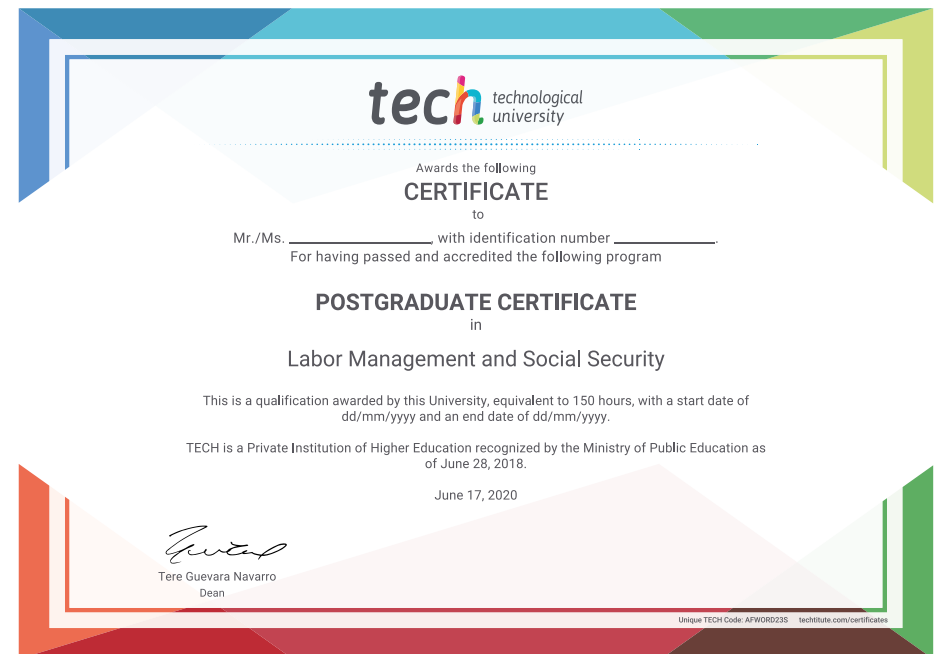 tech technological
university
Awards the following
CERTIFICATE
to
Mr./Ms. ____________________, with identification number ______________.
For having passed and accredited the following program
POSTGRADUATE CERTIFICATE
in
Labor Management and Social Security
This is a qualification awarded by this University, equivalent to 150 hours, with a start date of
dd/mm/yyyy and an end date of dd/mm/yyyy.
TECH is a Private Institution of Higher Education recognized by the Ministry of Public Education as
of June 28, 2018.
June 17, 2020
Tere Guevara Navarro
Dean
Unique TECH Code: AFWORD23S techtitute.com/certificates